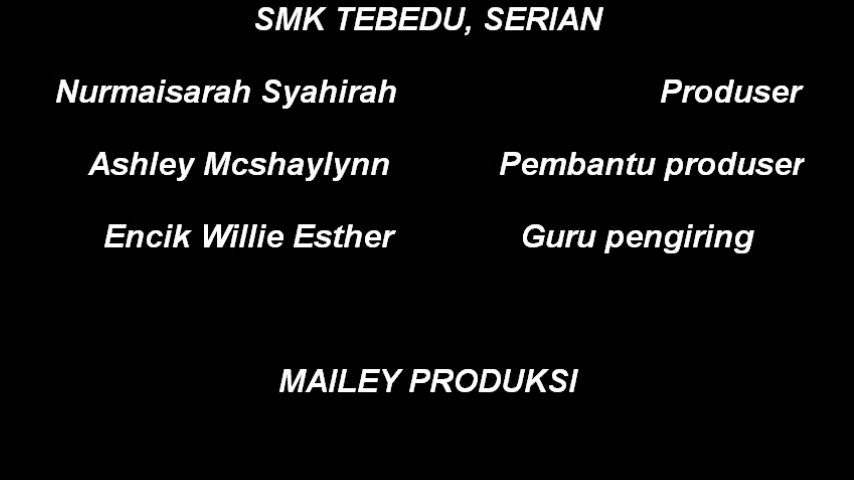 SMK TEBEDU, SERIAN
Nurmaisarah Syahirah Produser
Ashley Mcshaylynn Pembantu produser
Encik Willie Esther Guru pengiring
MAILEY PRODUKSI